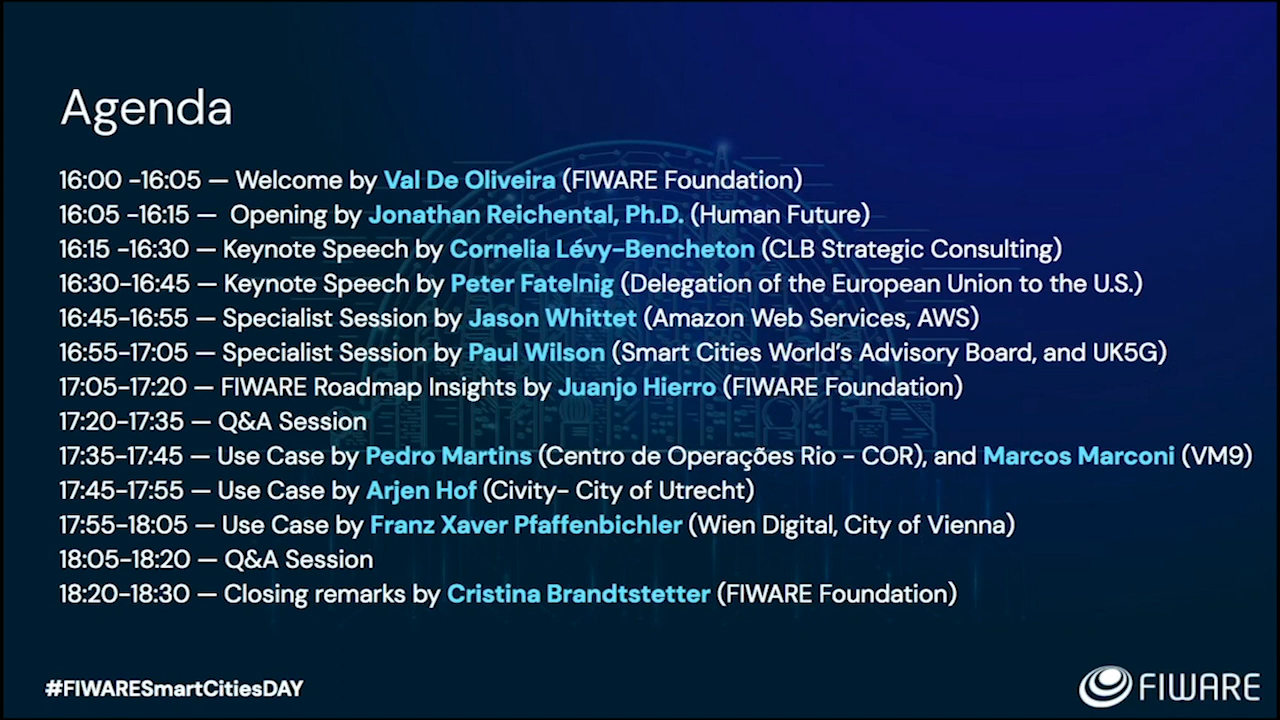 Agenda
16:00 -16:05 — Welcome by Val De Oliveira (FIWARE Foundation)
16:05 -16:15 — Opening by Jonathan Reichental, Ph.D. (Human Future)
16:15 -16:30 — Keynote Speech by Cornelia Lévy-Bencheton (CLB Strategic Consulting)
16:30-16:45 — Keynote Speech by Peter Fatelnig (Delegation of the European Union to the U.S.)
16:45-16:55 — Specialist Session by Jason Whittet (Amazon Web Services, AWS)
16:55-17:05 — Specialist Session by Paul Wilson (Smart Cities World's Advisory Board, and UK5G)
17:05-17:20 — FIWARE Roadmap Insights by Juanjo Hierro (FIWARE Foundation)
17:20-17:35 — Q&A Session
17:35-17:45 — Use Case by Pedro Martins (Centro de Operações Rio - COR), and Marcos Marconi (VM9)
17:45-17:55 — Use Case by Arjen Hof (Civity- City of Utrecht)
17:55-18:05 — Use Case by Franz Xaver Pfaffenbichler (Wien Digital, City of Vienna)
18:05-18:20 — Q&A Session
18:20-18:30 — Closing remarks by Cristina Brandtstetter (FIWARE Foundation)
#FIWARESmartCitiesDAY
FIWARE